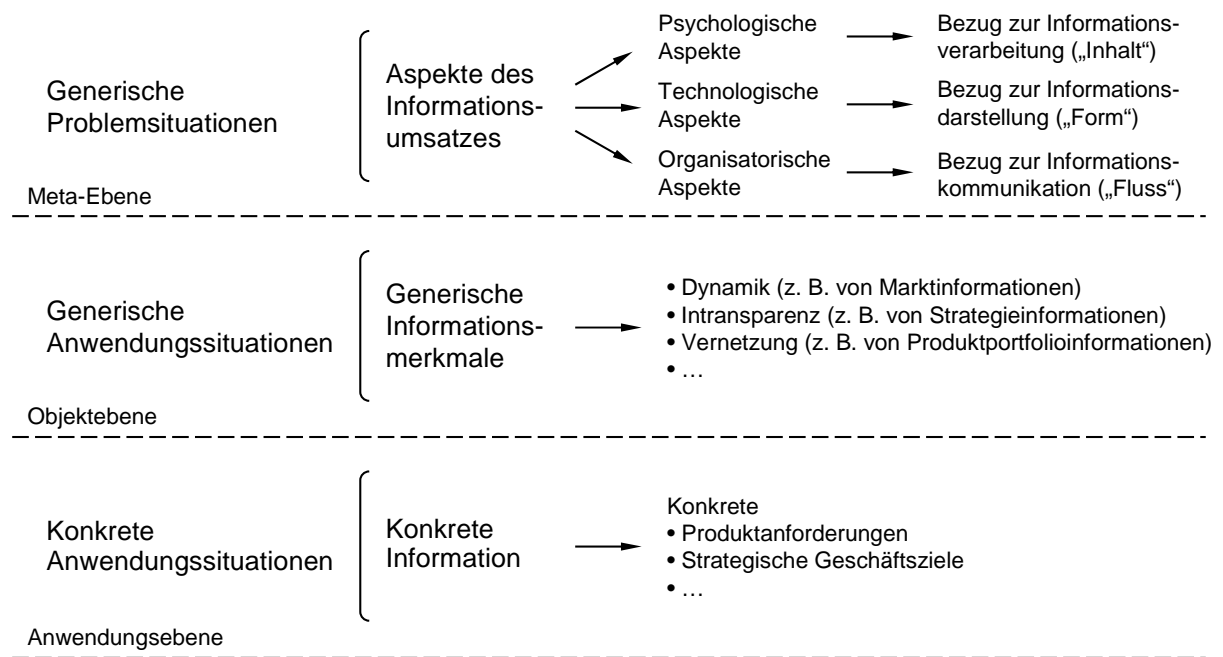 Generische
Problemsituationen
Aspekte des
Informations-
umsatzes
Psychologische
Aspekte
Bezug zur Informations-
verarbeitung („Inhalt“)
Technologische
Aspekte
Bezug zur Informations-
darstellung („Form“)
Organisatorische
Aspekte
Bezug zur Informations-
kommunikation („Fluss“)
Meta-Ebene
Generische
Anwendungssituationen
Generische
Informations-
merkmale
• Dynamik (z. B. von Marktinformationen)
• Intransparenz (z. B. von Strategieinformationen)
• Vernetzung (z. B. von Produktportfolioinformationen)
• …
Objektebene
Konkrete
Anwendungssituationen
Konkrete
Information
Konkrete
• Produktanforderungen
• Strategische Geschäftsziele
• …
Anwendungsebene